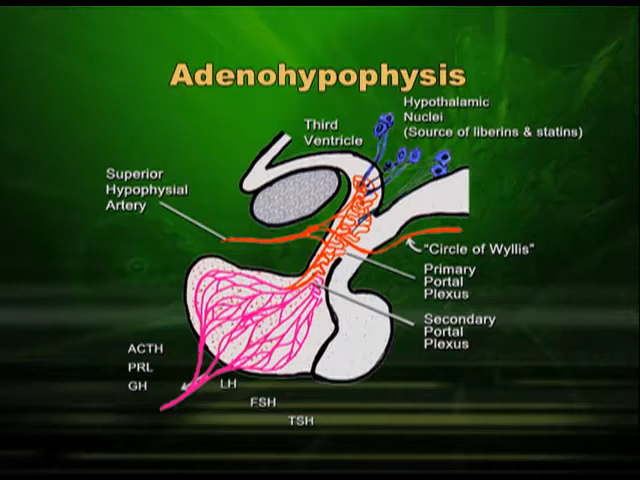 Adenohypophysis
Hypothalamic
Nuclei
(Source of liberins & statins)
Third
Ventricle
Superior
Hypophysial
Artery
"Circle of Wyllis"
Primary
Portal
Plexus
Secondary
Portal
Plexus
ACTH
PRL
GH
LH
FSH
TSH